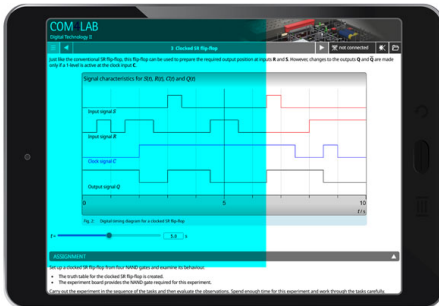 COM LAB
Digital Technology II
5 Clocked SR flip-flop
not connected
Just like the conventional SR flip-flop, this flip-flop can be used to prepare the required output position at inputs R and S. However, changes to the outputs Q and Q̅ are made
only if a 1-level is active at the clock input C.
Signal characteristics for S(t), R(t), C(t) and Q(t)
Input signal S
Input signal R
Clock signal C
Output signal Q
0 5 10
t / s
Fig. 2 Digital timing diagram for a clocked SR flip-flop
t = 5.0 s
ASSIGNMENT
Set up a clocked SR flip-flop from four NAND gates and examine its behaviour.
• The truth table for the clocked SR flip-flop is created.
• The experiment board provides the NAND gate required for this experiment.
Carry out the experiment in the sequence of the tasks and then evaluate the observations. Spend enough time for this experiment and work through the tasks carefully.